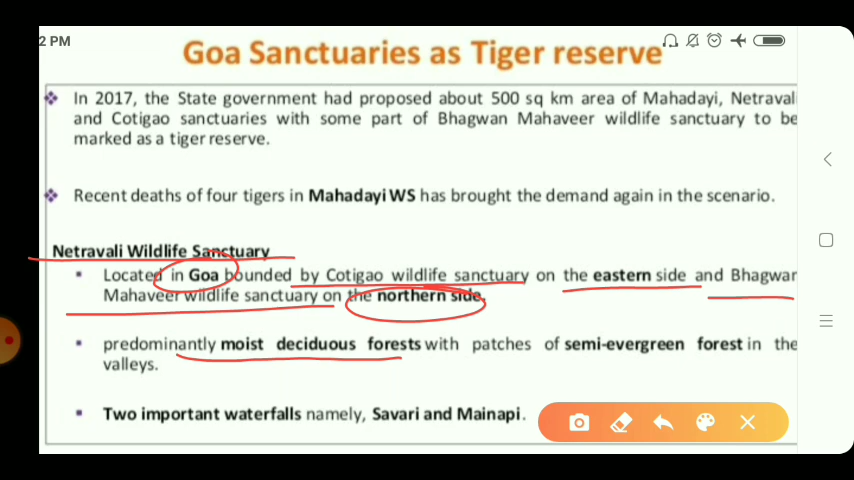 2 PM
Goa Sanctuaries as Tiger reserve
In 2017, the State government had proposed about 500 sq km area of Mahadayi, Netravali
and Cotigao sanctuaries with some part of Bhagwan Mahaveer wildlife sanctuary to be
marked as a tiger reserve.
Recent deaths of four tigers in Mahadayi WS has brought the demand again in the scenario.
Netravali Wildlife Sanctuary
Located in Goa bounded by Cotigao wildlife sanctuary on the eastern side and Bhagwan
Mahaveer wildlife sanctuary on the northern side.
predominantly moist deciduous forests with patches of semi-evergreen forest in the
valleys.
Two important waterfalls namely, Savari and Mainapi.